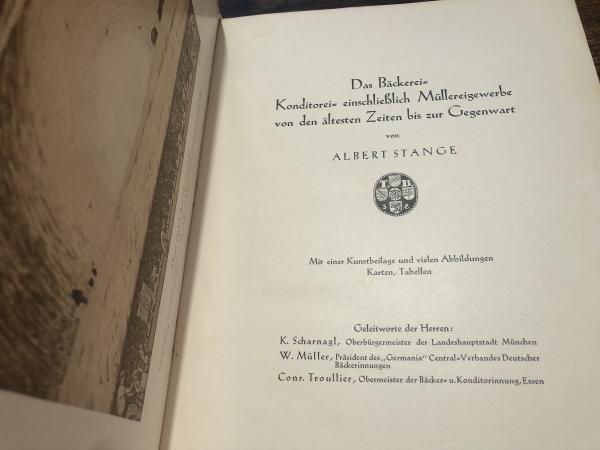 Das Bäckerei=
Konditorei= einschließlich Müllereigewerbe
von den ältesten Zeiten bis zur Gegenwart
von
ALBERT STANGE
T B
Mit einer Kunstbeilage und vielen Abbildungen
Karten, Tabellen
Geleitworte der Herren:
K. Scharnagl, Oberbürgermeister der Landeshauptstadt München
W. Müller, Präsident des „Germania" Central=Verbandes Deutscher
Bäckerinnungen
Conr. Troullier, Obermeister der Bäcker= u. Konditorinnung, Essen